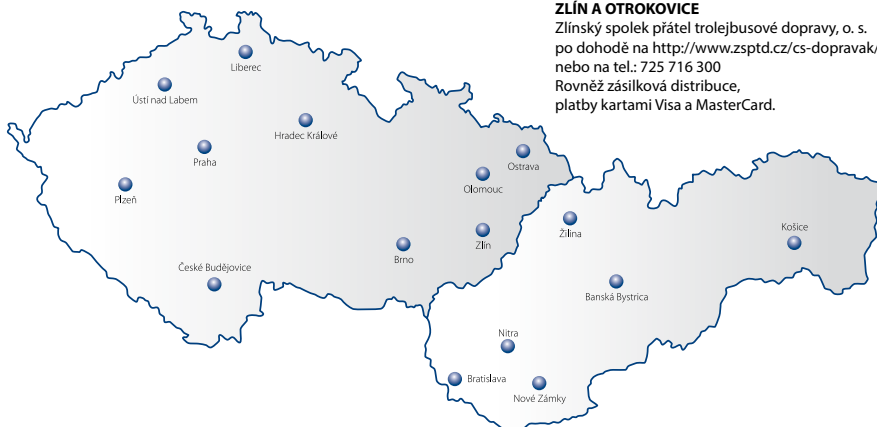 ZLÍN A OTROKOVICE
Zlínský spolek přátel trolejbusové dopravy, o. s.
po dohodě na http://www.zsptd.cz/cs-dopravak/
nebo na tel.: 725 716 300
Rovněž zásilková distribuce,
platby kartami Visa a MasterCard.
Liberec
Ústí nad Labem
Hradec Králové
Praha
Ostrava
Olomouc
Plzeň
Zlín
Žilina
Košice
Brno
České Budějovice
Banská Bystrica
Nitra
Bratislava
Nové Zámky